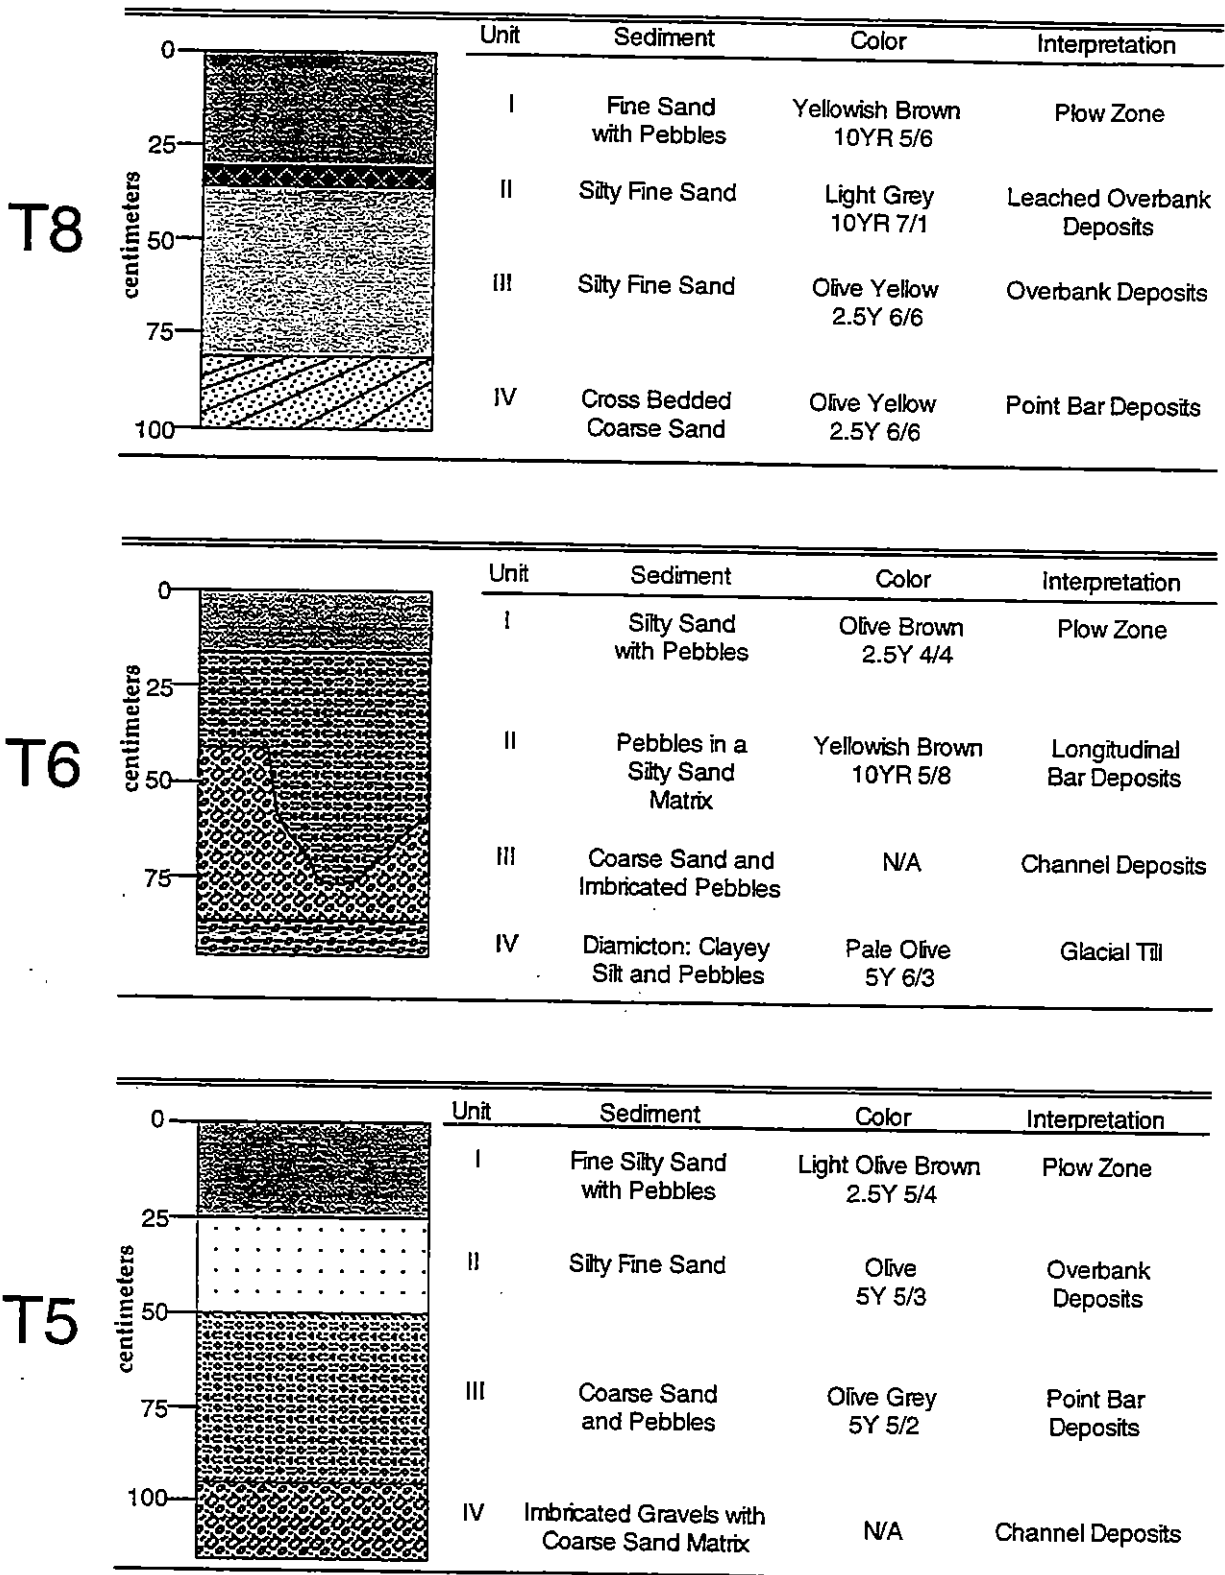 Unit Sediment Color Interpretation
T8
centimeters
0
25
50
75
100
I Fine Sand Yellowish Brown Plow Zone
with Pebbles 10YR 5/6
II Silty Fine Sand Light Grey Leached Overbank
10YR 7/1 Deposits
III Silty Fine Sand Olive Yellow Overbank Deposits
2.5Y 6/6
IV Cross Bedded Olive Yellow Point Bar Deposits
Coarse Sand 2.5Y 6/6
Unit Sediment Color Interpretation
T6
centimeters
0
25
50
75
I Silty Sand Olive Brown Plow Zone
with Pebbles 2.5Y 4/4
II Pebbles in a Yellowish Brown Longitudinal
Silty Sand 10YR 5/8 Bar Deposits
Matrix
III Coarse Sand and N/A Channel Deposits
Imbricated Pebbles
IV Diamicton: Clayey Pale Olive Glacial Till
Silt and Pebbles 5Y 6/3
Unit Sediment Color Interpretation
T5
centimeters
0
25
50
75
100
I Fine Silty Sand Light Olive Brown Plow Zone
with Pebbles 2.5Y 5/4
II Silty Fine Sand Olive Overbank
5Y 5/3 Deposits
III Coarse Sand Olive Grey Point Bar
and Pebbles 5Y 5/2 Deposits
IV Imbricated Gravels with N/A Channel Deposits
Coarse Sand Matrix